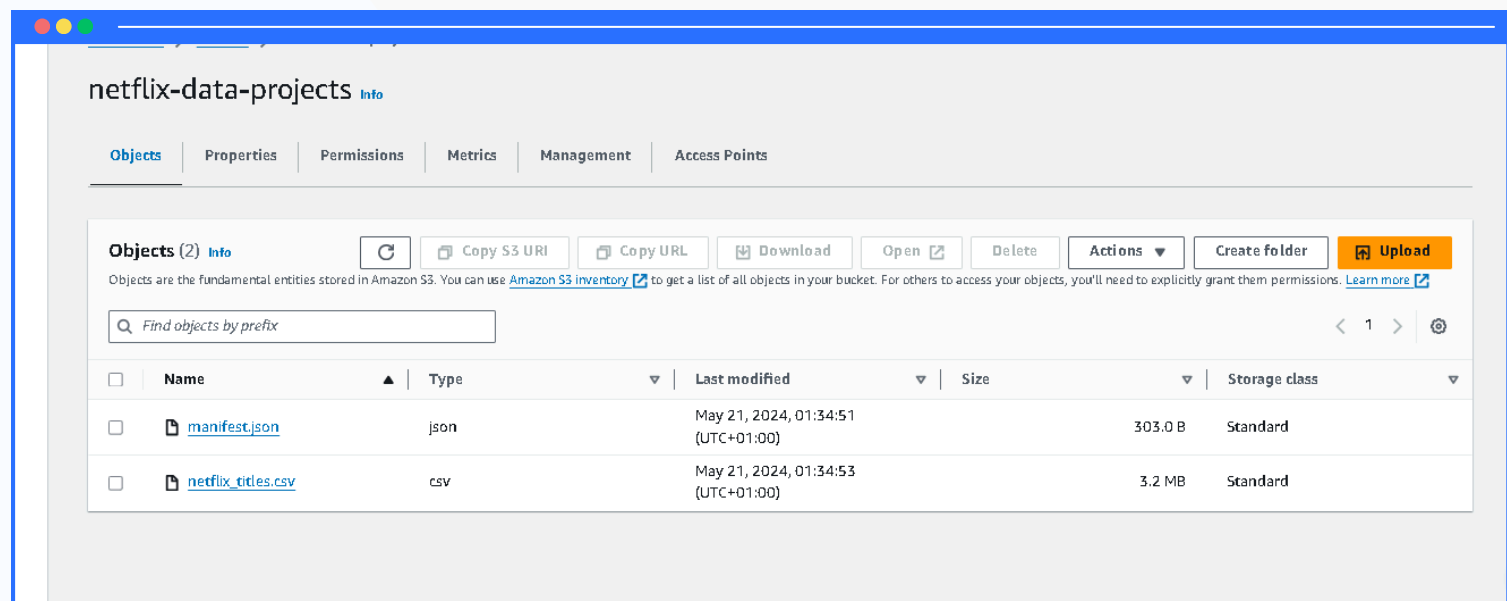 netflix-data-projects Info
Objects Properties Permissions Metrics Management Access Points
Objects (2) Info
Copy S3 URI Copy URL Download Open Delete Actions Create folder Upload
Objects are the fundamental entities stored in Amazon S3. You can use Amazon S3 inventory to get a list of all objects in your bucket. For others to access your objects, you'll need to explicitly grant them permissions. Learn more
Find objects by prefix
1
Name Type Last modified Size Storage class
manifest.json json May 21, 2024, 01:34:51 303.0 B Standard
(UTC+01:00)
netflix_titles.csv csv May 21, 2024, 01:34:53 3.2 MB Standard
(UTC+01:00)